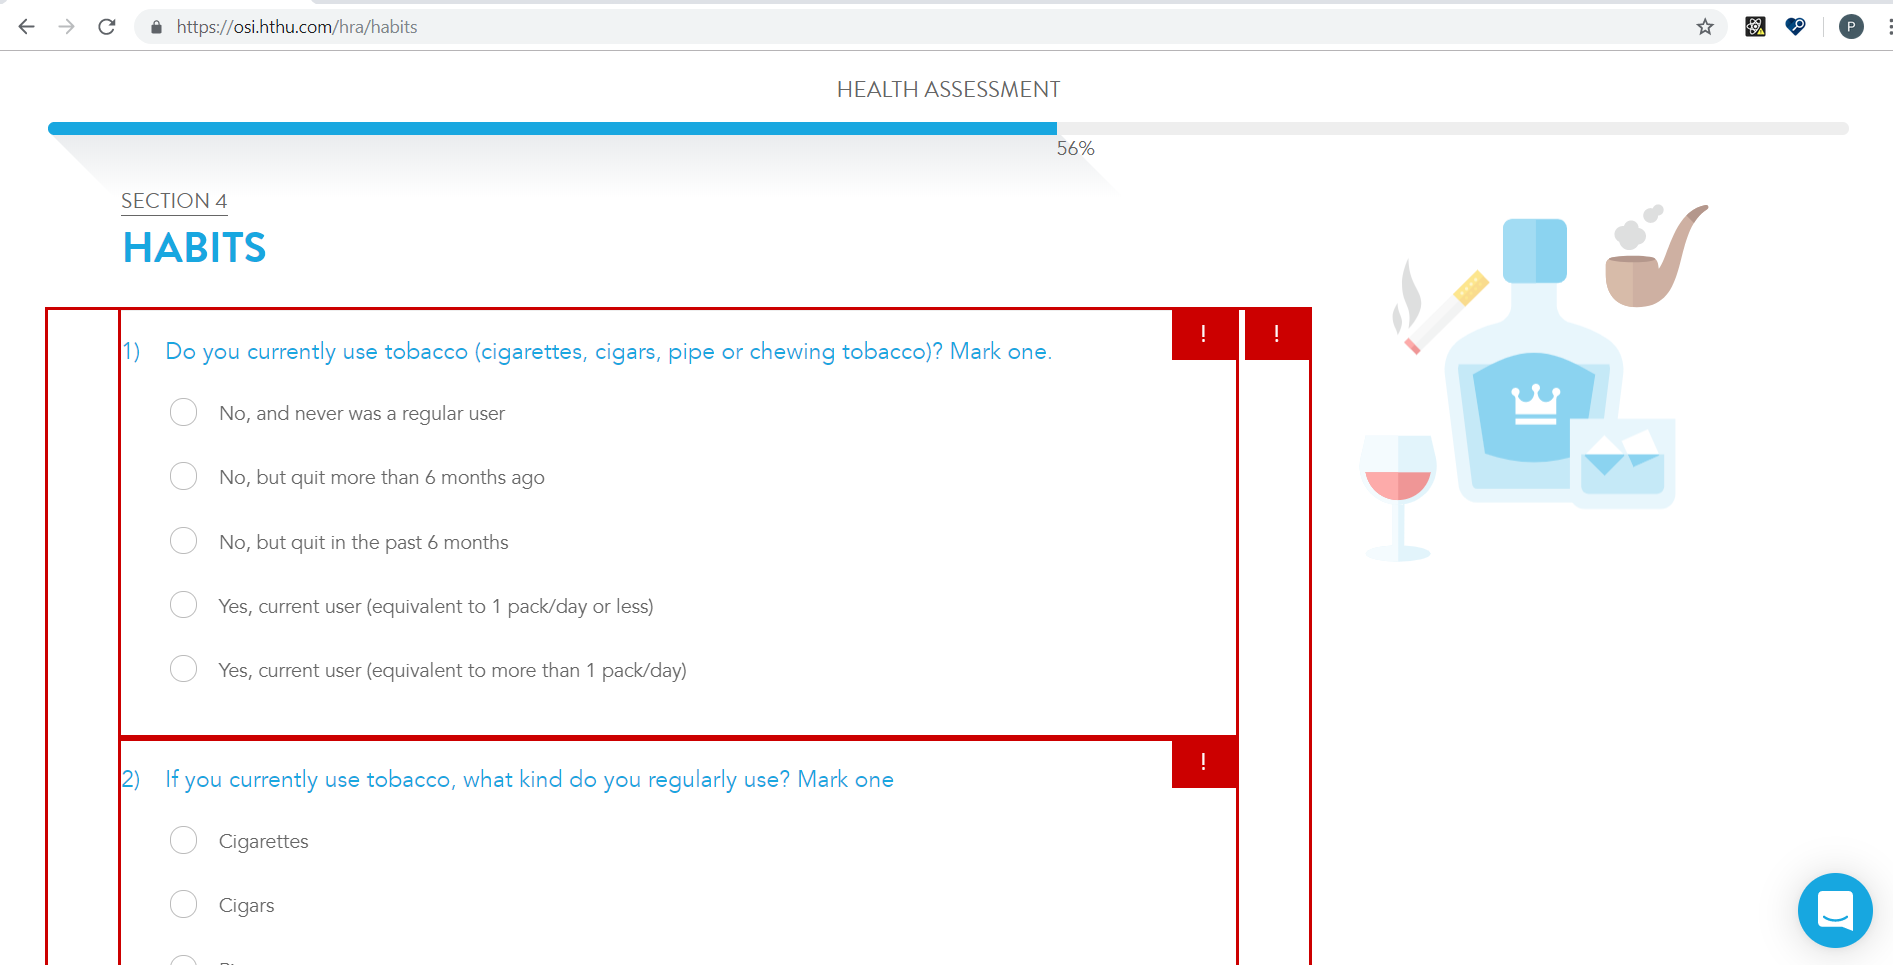 https://osi.hthu.com/hra/habits
P
HEALTH ASSESSMENT
56%
SECTION 4
HABITS
! !
1) Do you currently use tobacco (cigarettes, cigars, pipe or chewing tobacco)? Mark one.
No, and never was a regular user
No, but quit more than 6 months ago
No, but quit in the past 6 months
Yes, current user (equivalent to 1 pack/day or less)
Yes, current user (equivalent to more than 1 pack/day)
!
2) If you currently use tobacco, what kind do you regularly use? Mark one
Cigarettes
Cigars